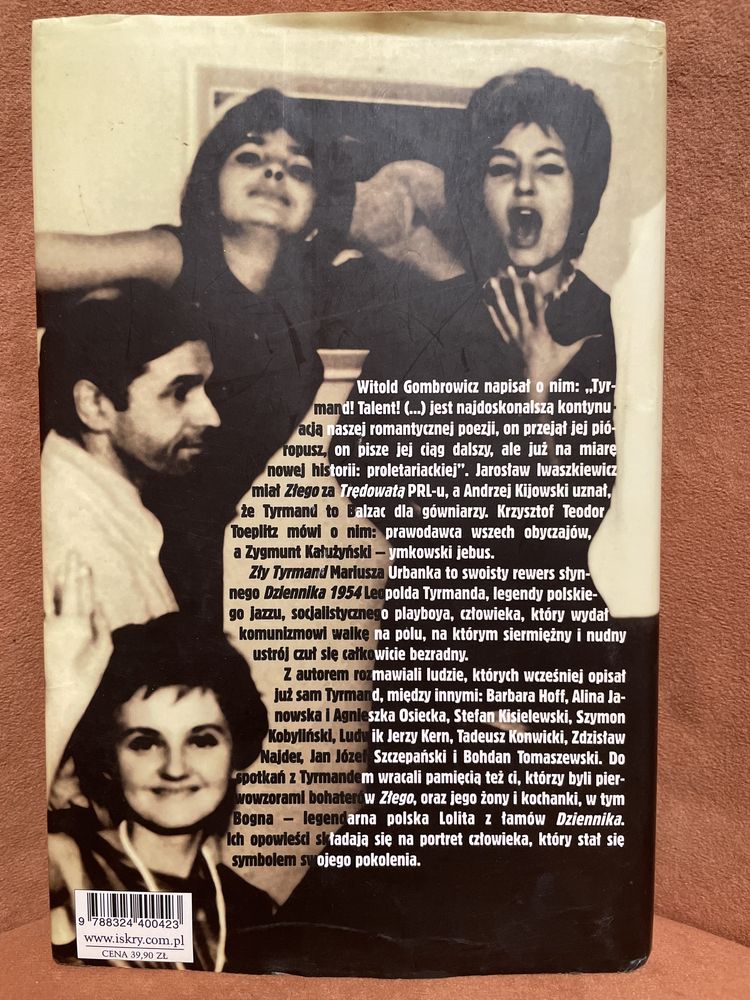 Witold Gombrowicz napisał o nim: „Tyr-
mand! Talent! (...) jest najdoskonalszą kontynu-
acją naszej romantycznej poezji, on przejął jej pió-
ropusz, on pisze jej ciąg dalszy, ale już na miarę
nowej historii: proletariackiej”. Jarosław Iwaszkiewicz
miał Złego za Trędowatą PRL-u, a Andrzej Kijowski uznał,
że Tyrmand to Balzac dla gówniarzy. Krzysztof Teodor
Toeplitz mówi o nim: prawodawca wszech obyczajów,
a Zygmunt Kałużyński – ymkowski jebus.
Zły Tyrmand Mariusza Urbanka to swoisty rewers słyn-
nego Dziennika 1954 Leopolda Tyrmanda, legendy polskie-
go jazzu, socjalistycznego playboya, człowieka, który wydał
komunizmowi walkę na polu, na którym siermiężny i nudny
ustrój czuł się całkowicie bezradny.
Z autorem rozmawiali ludzie, których wcześniej opisał
już sam Tyrmand, między innymi: Barbara Hoff, Alina Ja-
nowska i Agnieszka Osiecka, Stefan Kisielewski, Szymon
Kobyliński, Ludwik Jerzy Kern, Tadeusz Konwicki, Zdzisław
Najder, Jan Józef Szczepański i Bohdan Tomaszewski. Do
spotkań z Tyrmandem wracali pamięcią też ci, którzy byli pier-
wowzorami bohaterów Złego, oraz jego żony i kochanki, w tym
Bogna – legendarna polska Lolita z łamów Dziennika.
Ich opowieści składają się na portret człowieka, który stał się
symbolem swojego pokolenia.
9 788324 400423
www.iskry.com.pl
CENA 39,90 ZŁ